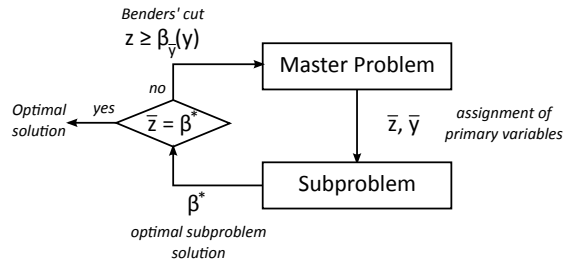 Benders' cut
z ≥ β_ȳ(y)
Master Problem
no
Optimal
solution
yes
z̄ = β*
z̄, ȳ
assignment of
primary variables
Subproblem
β*
optimal subproblem
solution